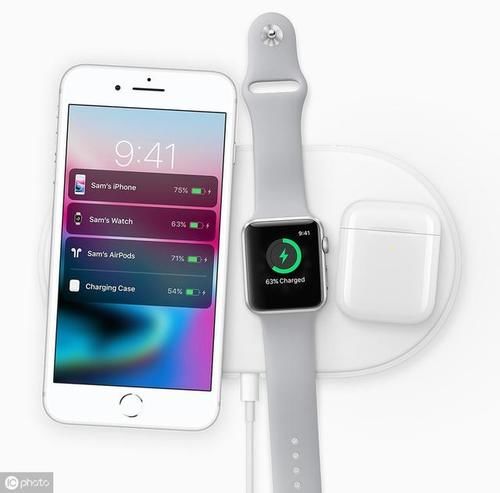 9:41
Sam's iPhone 75%
Sam's Watch 63%
Sam's AirPods 71%
Charging Case 54%
9:41
63% Charged
IC photo